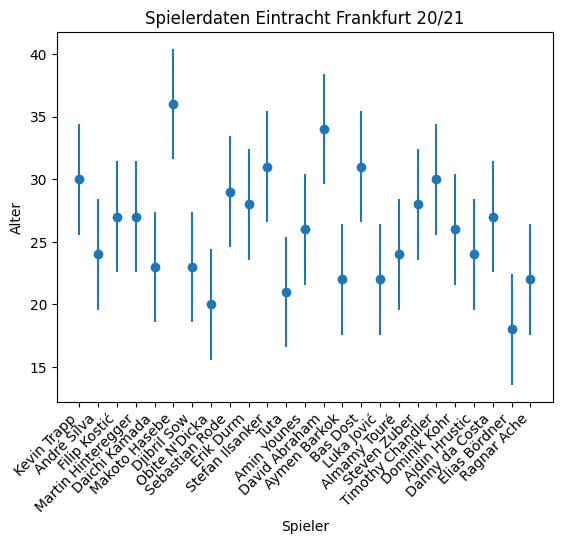 Spielerdaten Eintracht Frankfurt 20/21
Alter
40
35
30
25
20
15
Kevin Trapp
André Silva
Filip Kostić
Martin Hinteregger
Daichi Kamada
Makoto Hasebe
Djibril Sow
Obite N'Dicka
Sebastian Rode
Erik Durm
Stefan Ilsanker
Tuta
Amin Younes
David Abraham
Aymen Barkok
Bas Dost
Luka Jović
Almamy Touré
Steven Zuber
Timothy Chandler
Dominik Kohr
Ajdin Hrustic
Danny  da  Costa
Elias Bördner
Ragnar Ache
Spieler